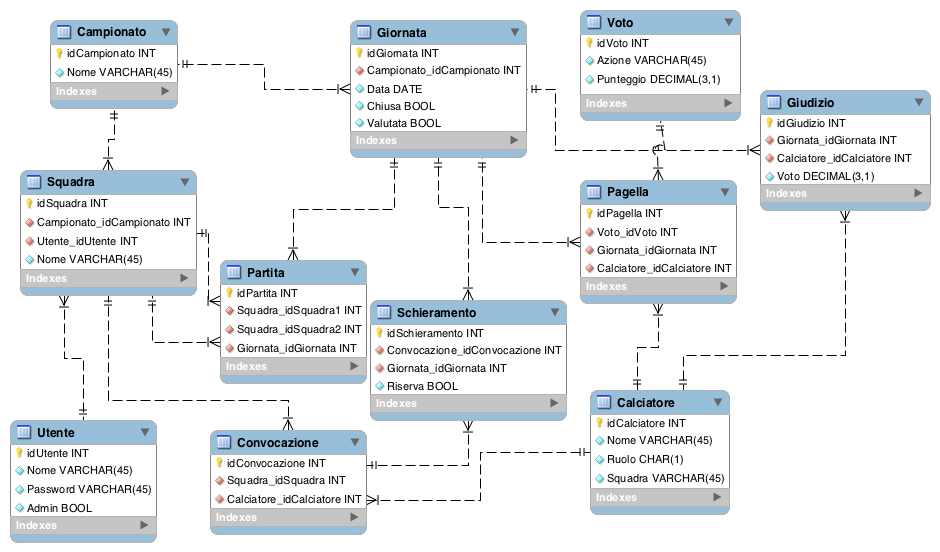 Campionato
idCampionato INT
Nome VARCHAR(45)
Indexes
Giornata
idGiornata INT
Campionato_idCampionato INT
Data DATE
Chiusa BOOL
Valutata BOOL
Indexes
Voto
idVoto INT
Azione VARCHAR(45)
Punteggio DECIMAL(3,1)
Indexes
Giudizio
idGiudizio INT
Giornata_idGiornata INT
Calciatore_idCalciatore INT
Voto DECIMAL(3,1)
Indexes
Squadra
idSquadra INT
Campionato_idCampionato INT
Utente_idUtente INT
Nome VARCHAR(45)
Indexes
Pagella
idPagella INT
Voto_idVoto INT
Giornata_idGiornata INT
Calciatore_idCalciatore INT
Indexes
Partita
idPartita INT
Squadra_idSquadra1 INT
Squadra_idSquadra2 INT
Giornata_idGiornata INT
Indexes
Schieramento
idSchieramento INT
Convocazione_idConvocazione INT
Giornata_idGiornata INT
Riserva BOOL
Indexes
Calciatore
idCalciatore INT
Nome VARCHAR(45)
Ruolo CHAR(1)
Squadra VARCHAR(45)
Indexes
Utente
idUtente INT
Nome VARCHAR(45)
Password VARCHAR(45)
Admin BOOL
Indexes
Convocazione
idConvocazione INT
Squadra_idSquadra INT
Calciatore_idCalciatore INT
Indexes